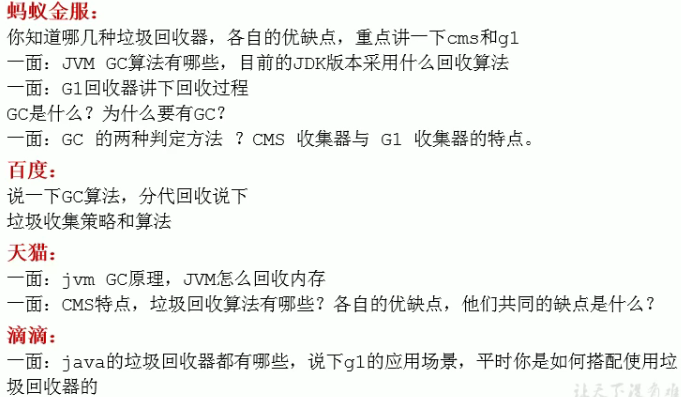 蚂蚁金服：
你知道哪几种垃圾回收器，各自的优缺点，重点讲一下cms和g1
一面：JVM GC算法有哪些，目前的JDK版本采用什么回收算法
一面：G1回收器讲下回收过程
GC是什么？为什么要有GC？
一面：GC 的两种判定方法 ？CMS 收集器与 G1 收集器的特点。
百度：
说一下GC算法，分代回收说下
垃圾收集策略和算法
天猫：
一面：jvm GC原理，JVM怎么回收内存
一面：CMS特点，垃圾回收算法有哪些？各自的优缺点，他们共同的缺点是什么？
滴滴：
一面：java的垃圾回收器都有哪些，说下g1的应用场景，平时你是如何搭配使用垃
圾回收器的
让天下没有难